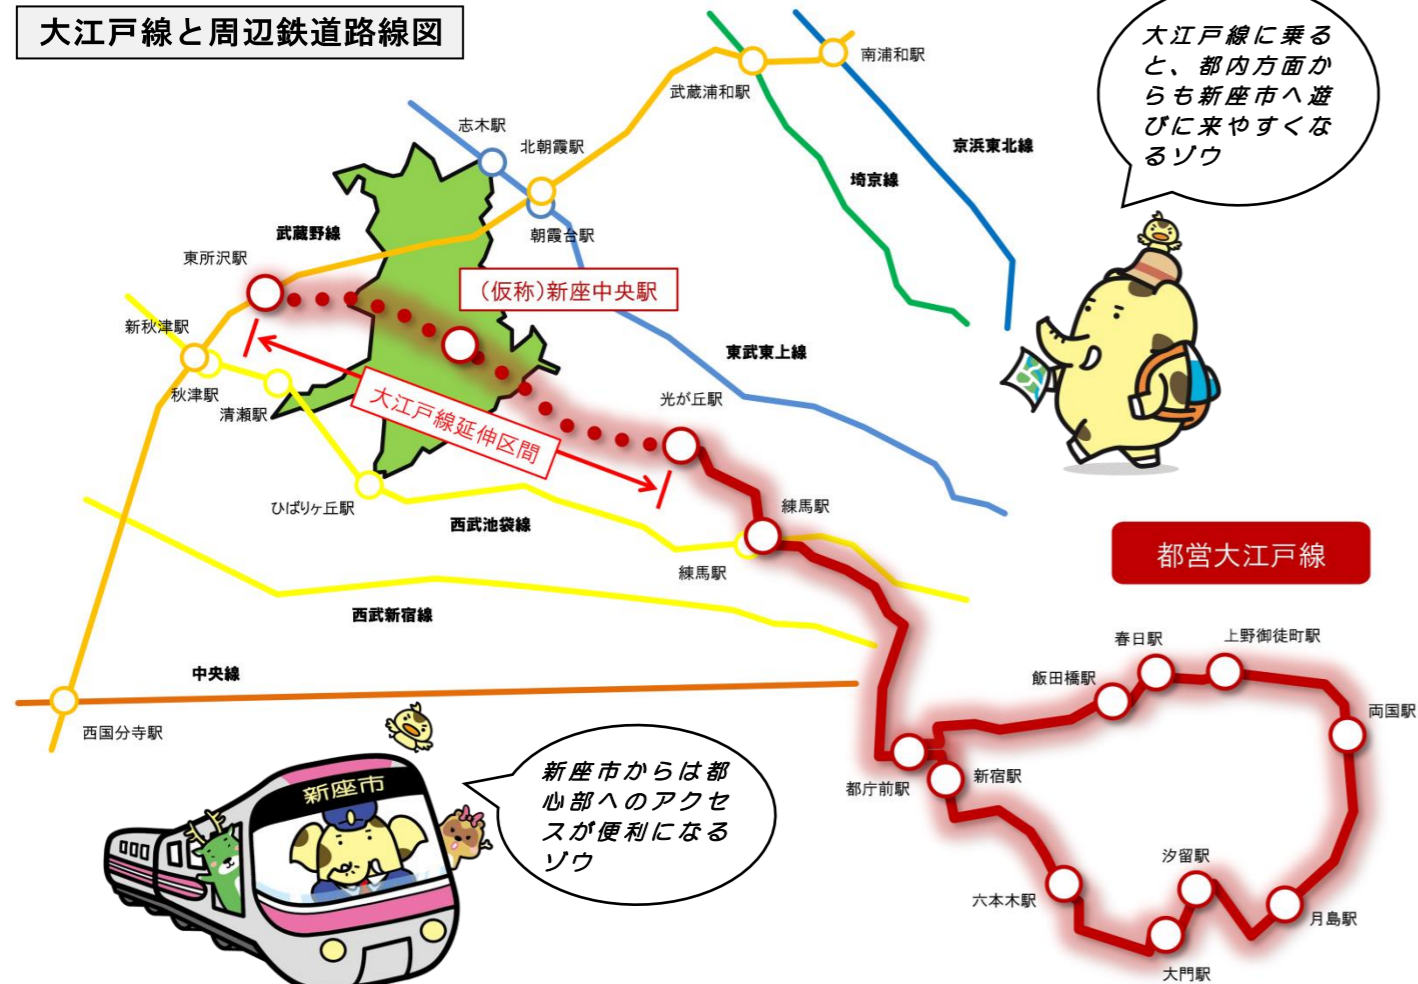 大江戸線と周辺鉄道路線図
大江戸線に乗る
と、都内方面か
らも新座市へ遊
びに来やすくな
るゾウ
南浦和駅
武蔵浦和駅
志木駅
北朝霞駅
京浜東北線
埼京線
武蔵野線
朝霞台駅
東所沢駅
(仮称)新座中央駅
新秋津駅
東武東上線
秋津駅
清瀬駅
大江戸線延伸区間
光が丘駅
ひばりヶ丘駅
西武池袋線
練馬駅
練馬駅
都営大江戸線
西武新宿線
中央線
春日駅
上野御徒町駅
飯田橋駅
両国駅
西国分寺駅
新宿駅
都庁前駅
新座市
新座市からは都
心部へのアクセ
スが便利になる
ゾウ
汐留駅
六本木駅
月島駅
大門駅